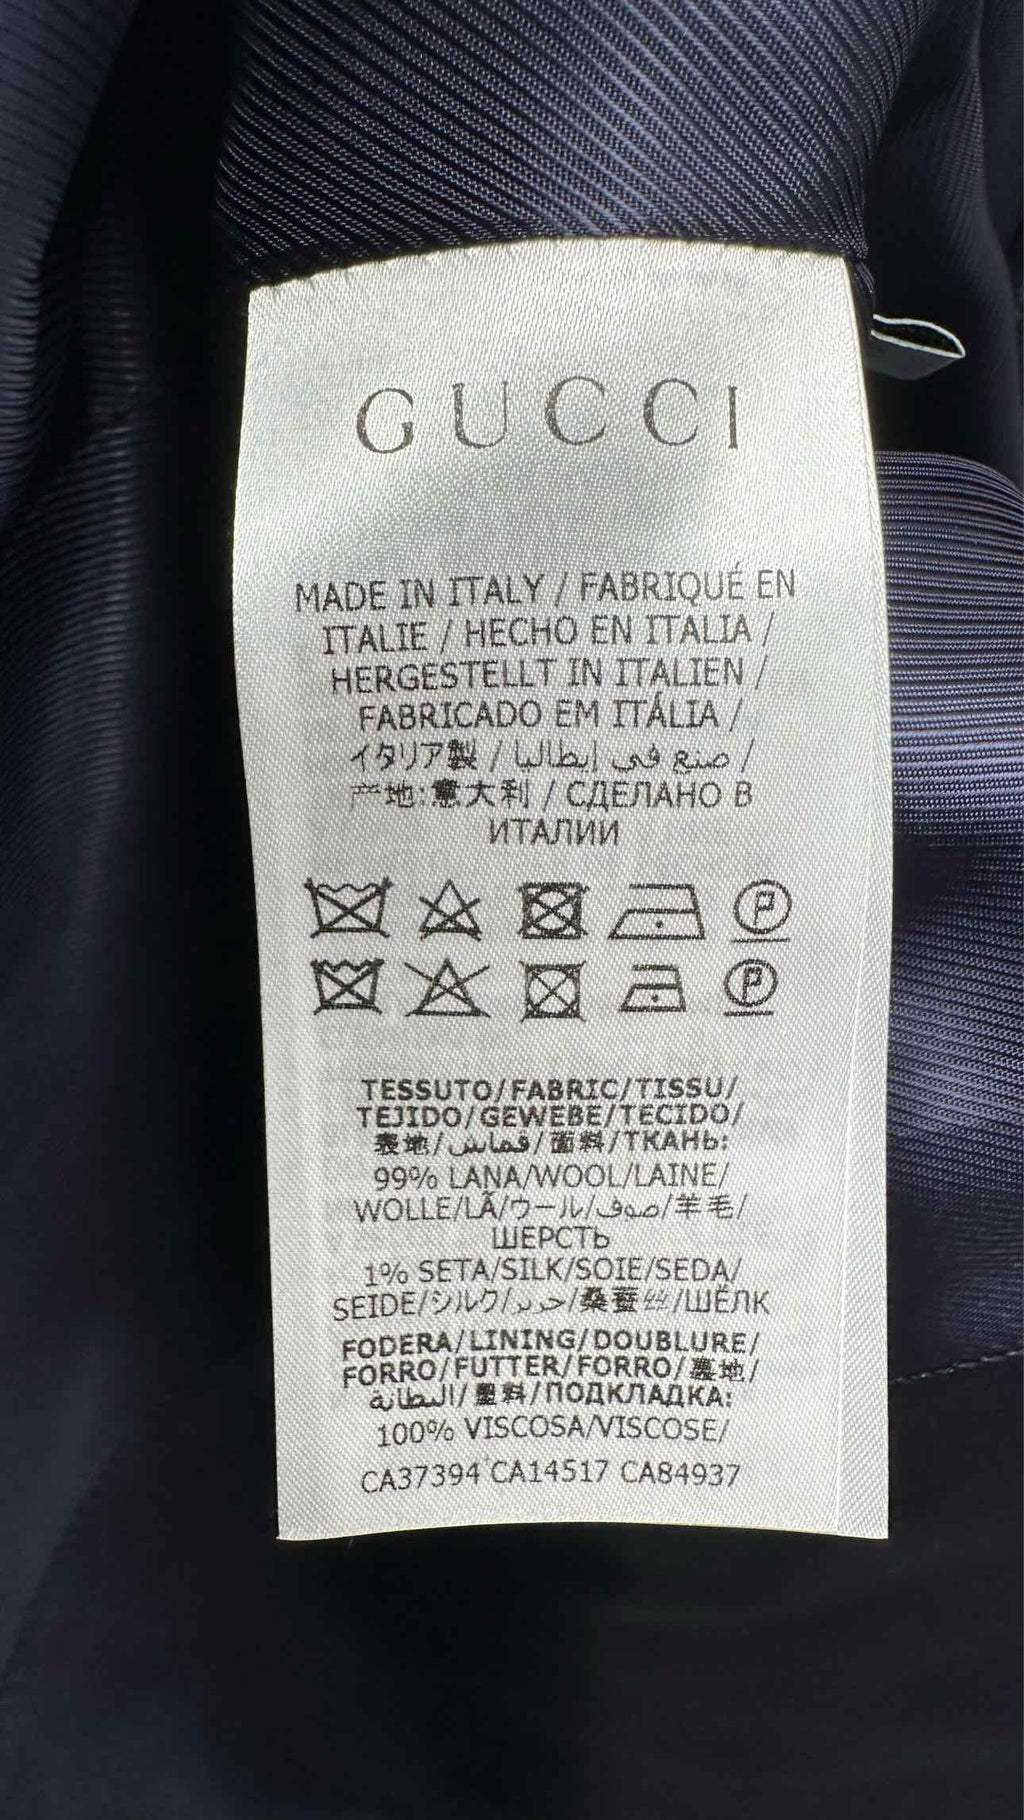 GUCCI
MADE IN ITALY / FABRIQUÉ EN
ITALIE / HECHO EN ITALIA /
HERGESTELLT IN ITALIEN /
FABRICADO EM ITÁLIA /
イタリア製 / صنع في إيطاليا /
产地:意大利 / СДЕЛАНО В
ИТАЛИИ
P
P
TESSUTO/FABRIC/TISSU/
TEJIDO/GEWEBE/TECIDO/
表地/قماش/面料/ТКАНЬ:
99% LANA/WOOL/LAINE/
WOLLE/LÃ/ウール/صوف/羊毛/
ШЕРСТЬ
1% SETA/SILK/SOIE/SEDA/
SEIDE/シルク/حرير/桑蚕丝/ШЁЛК
FODERA/LINING/DOUBLURE/
FORRO/FUTTER/FORRO/裏地/
البطانة/里料/ПОДКЛАДКА:
100% VISCOSA/VISCOSE/
CA37394 CA14517 CA84937